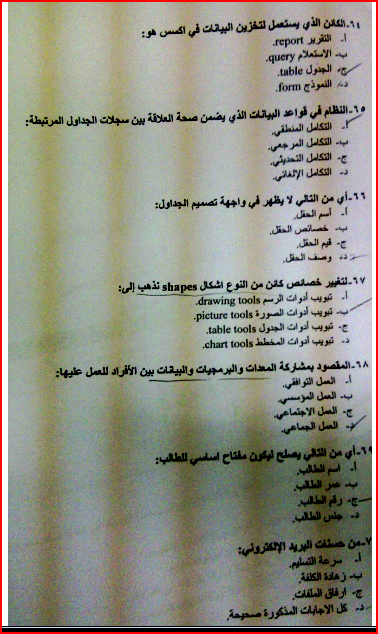 ٦٤-الكائن الذي يستعمل لتخزين البيانات في اكسس هو:
أ- التقرير report.
ب- الاستعلام query.
ج- الجدول table.
د- النموذج form.
٦٥-النظام في قواعد البيانات الذي يضمن صحة العلاقة بين سجلات الجداول المرتبطة:
أ- التكامل المنطقي.
ب- التكامل المرجعي.
ج- التكامل التحديثي.
د- التكامل الإلغائي.
٦٦-أي من التالي لا يظهر في واجهة تصميم الجداول:
أ- أسم الحقل.
ب- خصائص الحقل.
ج- قيم الحقل.
د- وصف الحقل.
٦٧-لتغيير خصائص كائن من النوع اشكال shapes نذهب إلى:
أ- تبويب أدوات الرسم drawing tools.
ب- تبويب أدوات الصورة picture tools.
ج- تبويب أدوات الجدول table tools.
د- تبويب أدوات المخطط chart tools.
٦٨-المقصود بمشاركة المعدات والبرمجيات والبيانات بين الأفراد للعمل عليها:
أ- العمل التوافقي.
ب- العمل المؤسسي.
ج- العمل الاجتماعي.
د- العمل الجماعي.
٦٩-أي من التالي يصلح ليكون مفتاح اساسي للطالب:
أ- اسم الطالب.
ب- عمر الطالب.
ج- رقم الطالب.
د- جنس الطالب.
٧-من حسنات البريد الإلكتروني:
أ- سرعة التسليم.
ب- زهادة الكلفة.
ج- ارفاق الملفات.
د- كل الاجابات المذكورة صحيحة.